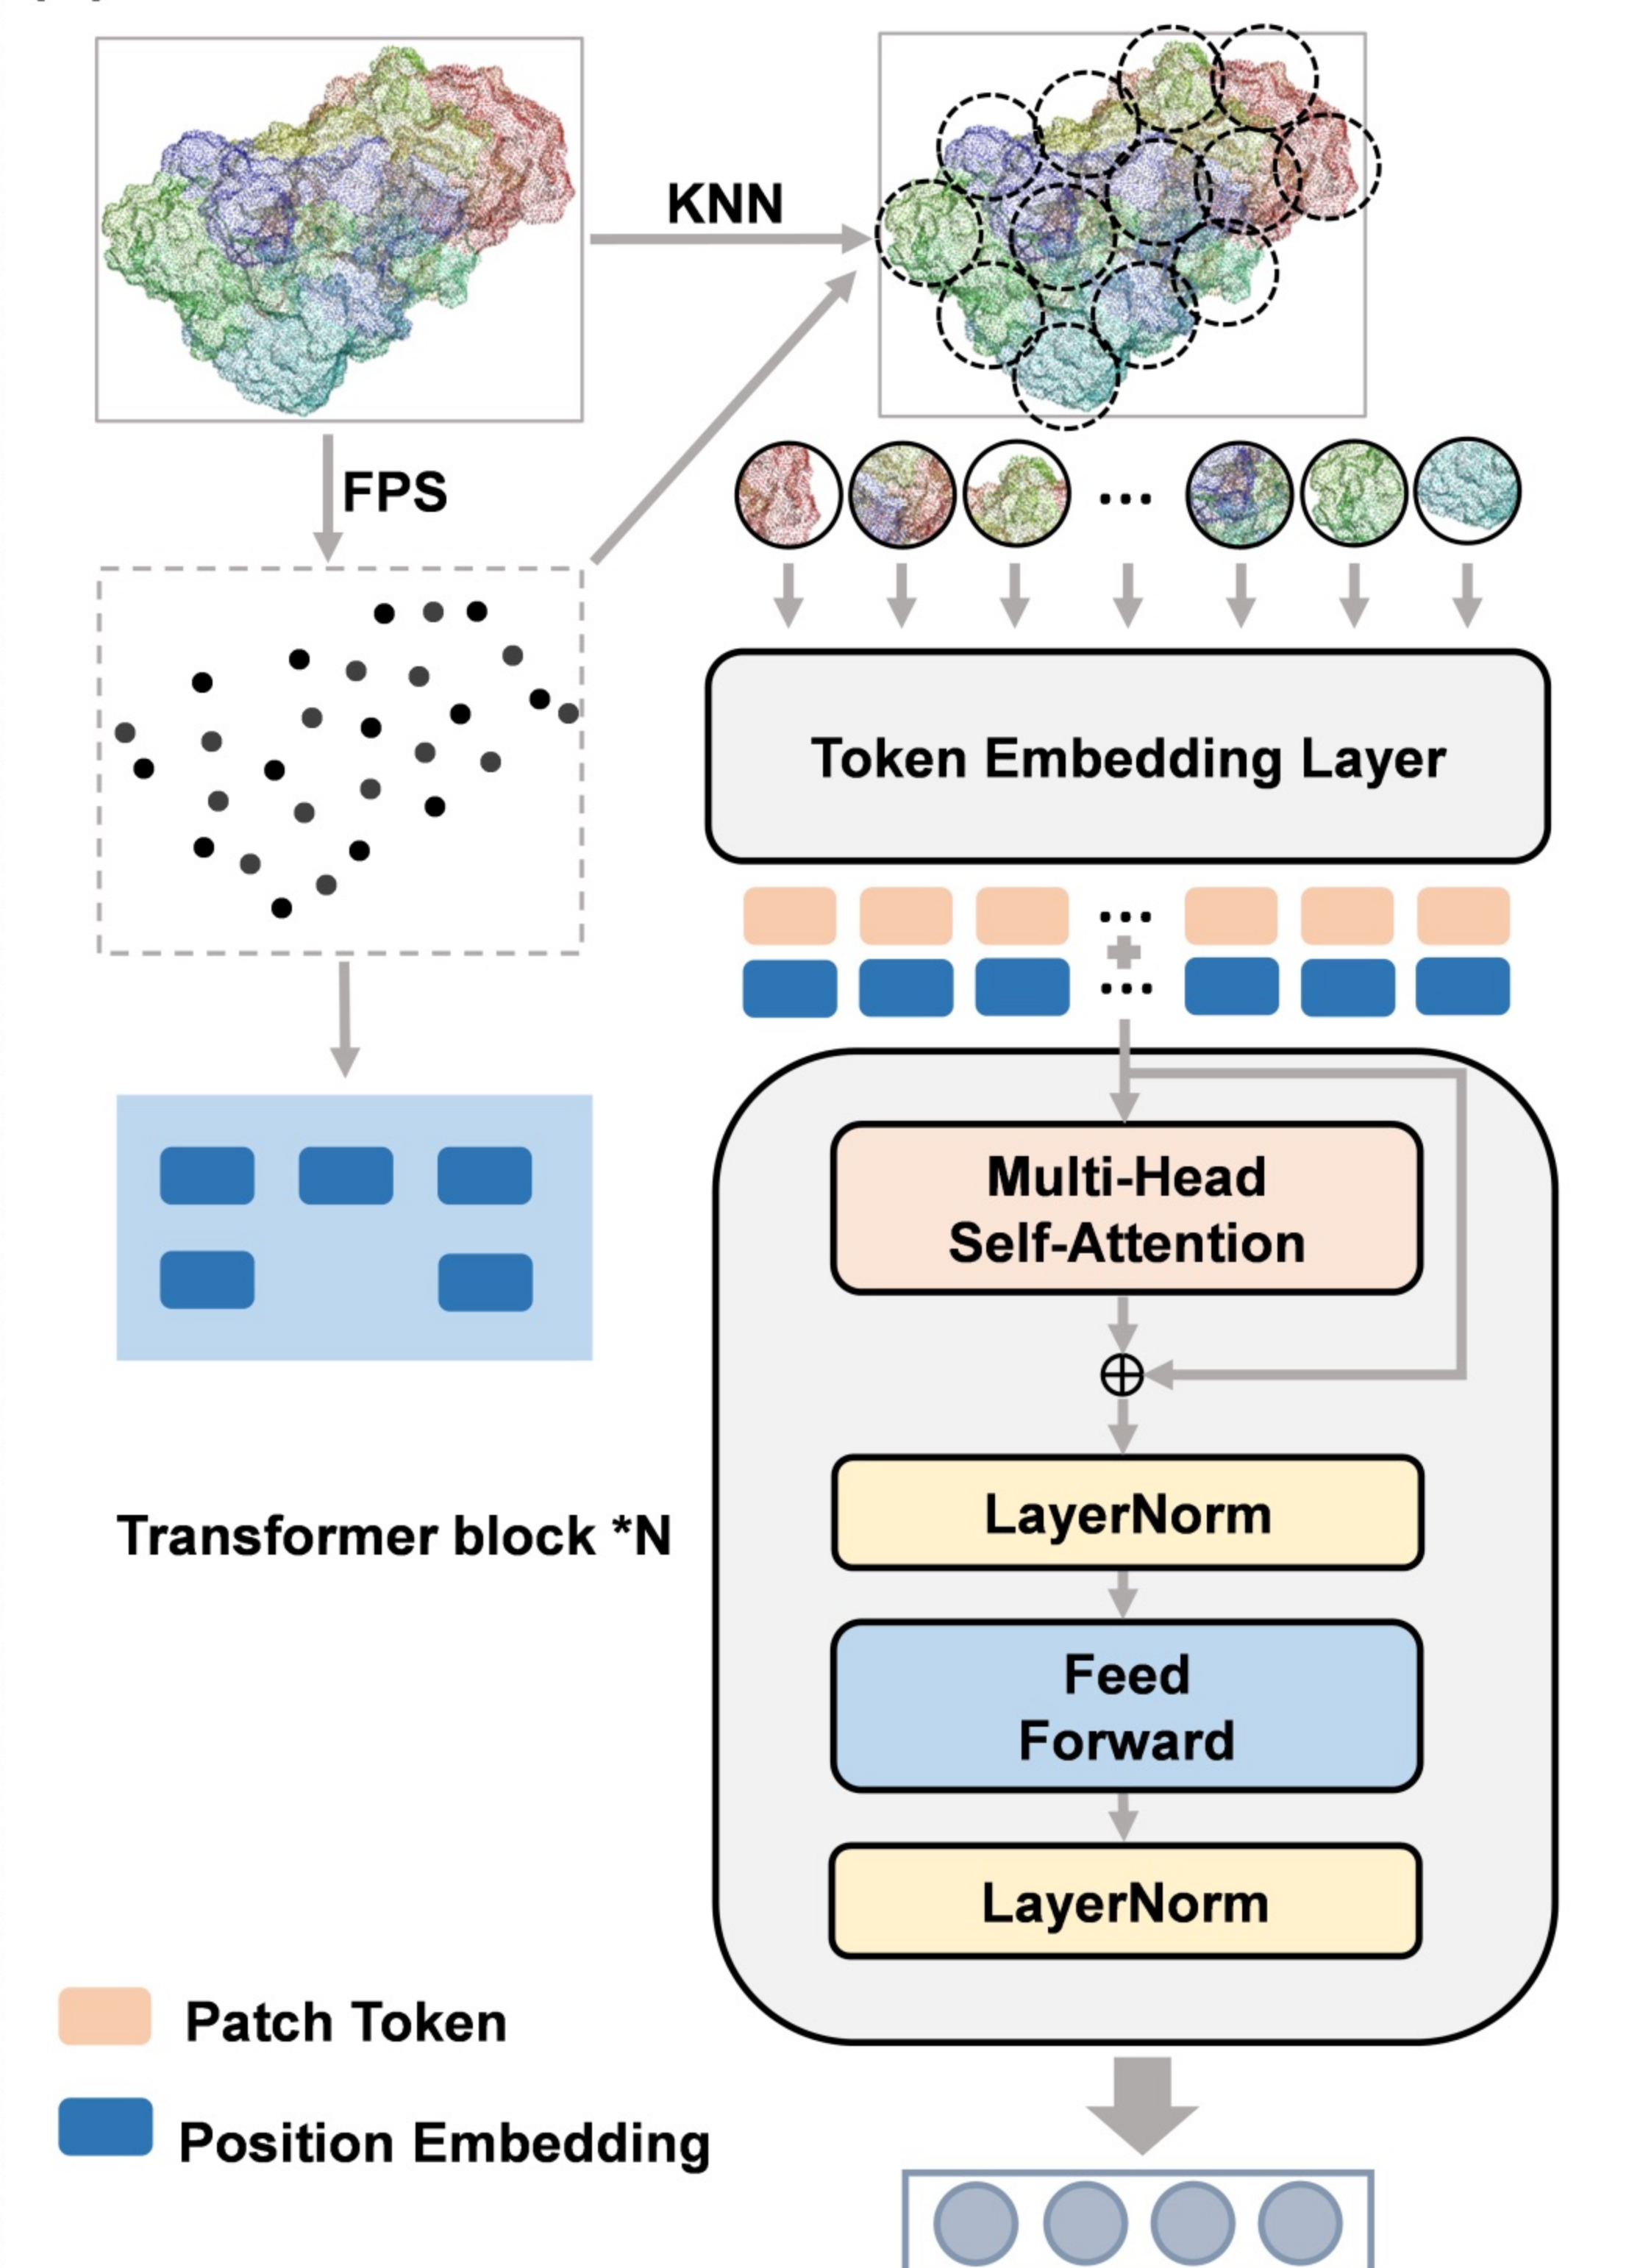 KNN
FPS
...
Token Embedding Layer
...
...
Multi-Head
Self-Attention
LayerNorm
Transformer block *N
Feed
Forward
LayerNorm
Patch Token
Position Embedding